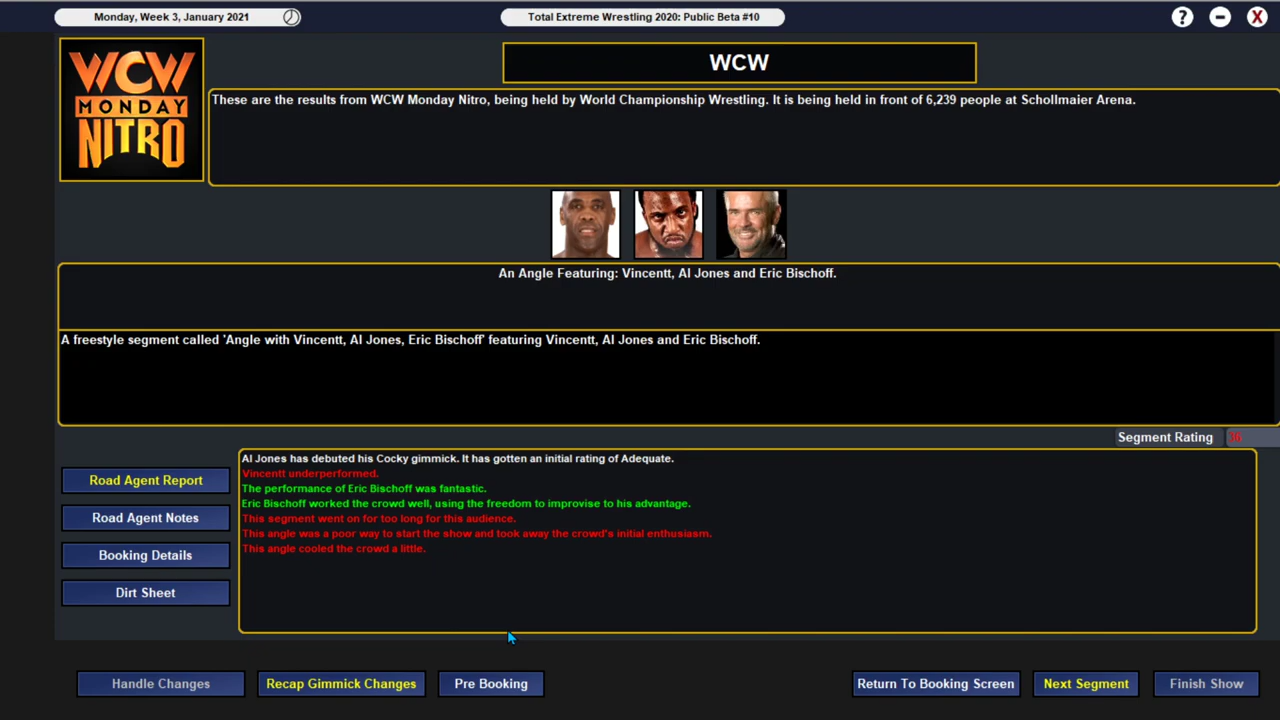 Monday, Week 3, January 2021
Total Extreme Wrestling 2020: Public Beta #10
?
X
WCW
MONDAY
NITRO
WCW
These are the results from WCW Monday Nitro, being held by World Championship Wrestling. It is being held in front of 6,239 people at Schollmaier Arena.
An Angle Featuring: Vincentt, Al Jones and Eric Bischoff.
A freestyle segment called 'Angle with Vincentt, Al Jones, Eric Bischoff' featuring Vincentt, Al Jones and Eric Bischoff.
Segment Rating
Al Jones has debuted his Cocky gimmick. It has gotten an initial rating of Adequate.
Vincentt underperformed.
The performance of Eric Bischoff was fantastic.
Eric Bischoff worked the crowd well, using the freedom to improvise to his advantage.
This segment went on for too long for this audience.
This angle was a poor way to start the show and took away the crowd's initial enthusiasm.
This angle cooled the crowd a little.
Road Agent Report
Road Agent Notes
Booking Details
Dirt Sheet
Handle Changes
Recap Gimmick Changes
Pre Booking
Return To Booking Screen
Next Segment
Finish Show